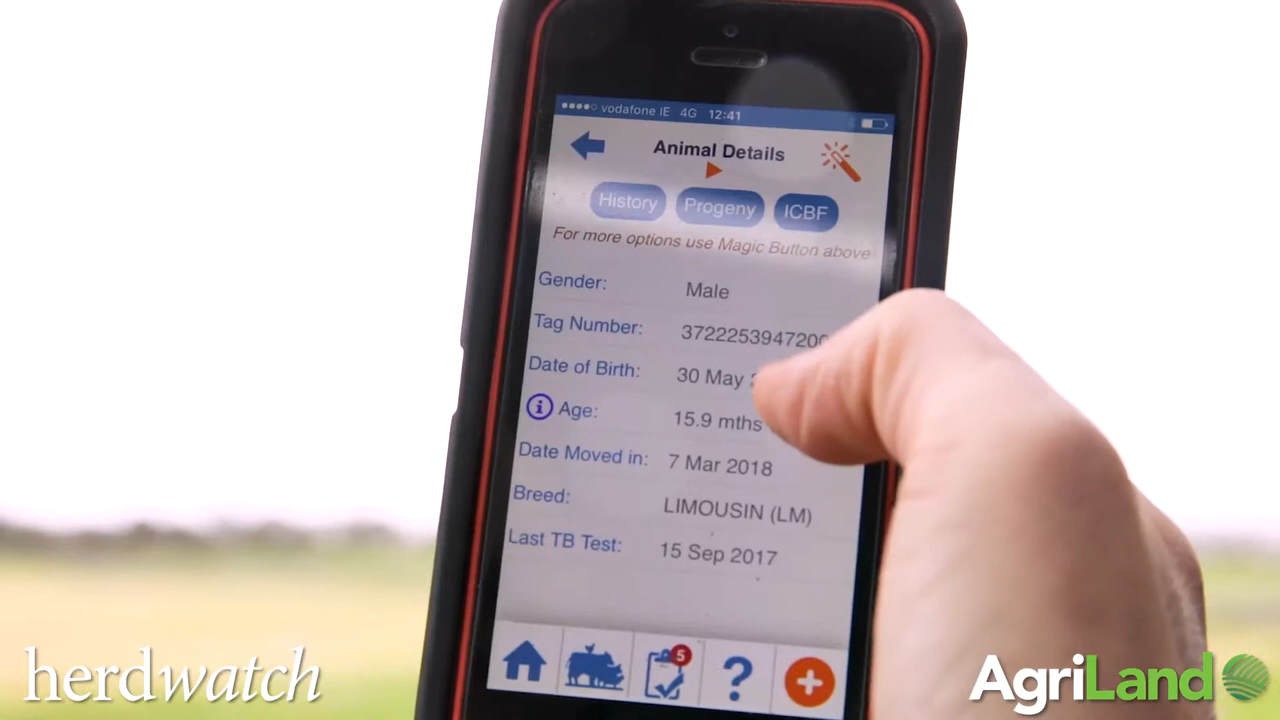 vodafone IE 4G 12:41
Animal Details
History Progeny ICBF
For more options use Magic Button above
Gender: Male
Tag Number: 3722253947200
Date of Birth: 30 May
Age: 15.9 mths
Date Moved in: 7 Mar 2018
Breed: LIMOUSIN (LM)
Last TB Test: 15 Sep 2017
5
?
herdwatch
AgriLand